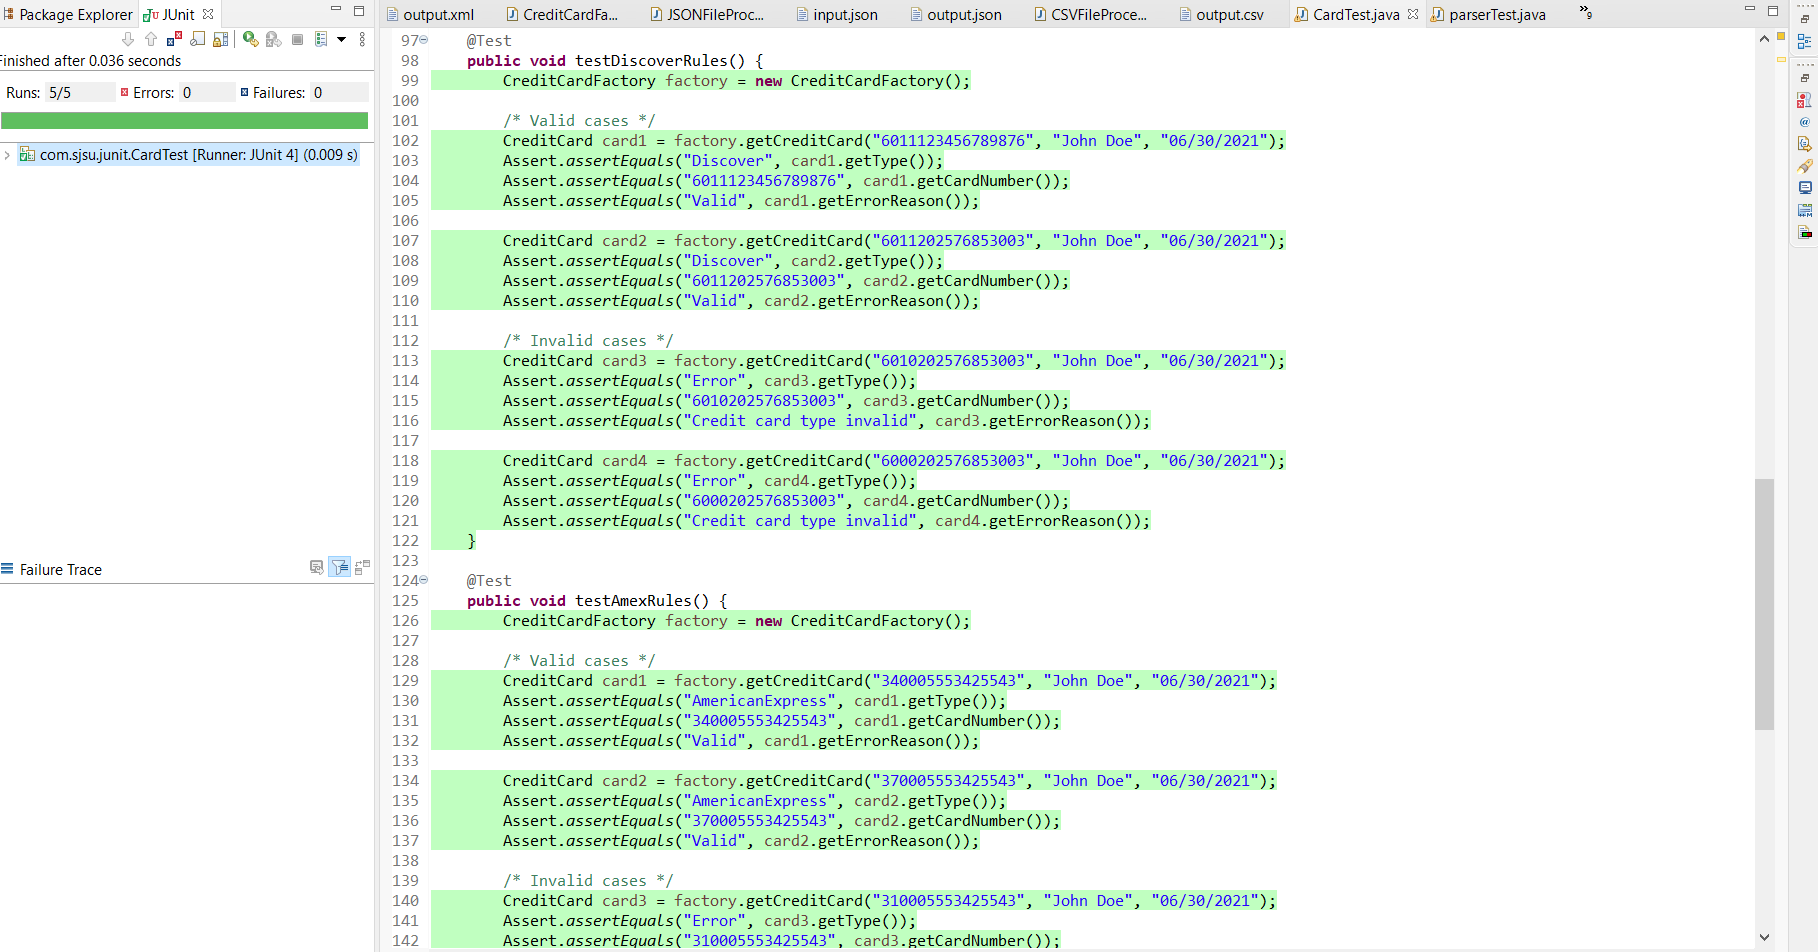 Package Explorer JUnit
Finished after 0.036 seconds
Runs: 5/5 Errors: 0 Failures: 0
com.sjsu.junit.CardTest [Runner: JUnit 4] (0.009 s)
Failure Trace
output.xml CreditCardFa... JSONFileProc... input.json output.json CSVFileProce... output.csv CardTest.java parserTest.java »9
97 @Test
98 public void testDiscoverRules() {
99 CreditCardFactory factory = new CreditCardFactory();
100
101 /* Valid cases */
102 CreditCard card1 = factory.getCreditCard("6011123456789876", "John Doe", "06/30/2021");
103 Assert.assertEquals("Discover", card1.getType());
104 Assert.assertEquals("6011123456789876", card1.getCardNumber());
105 Assert.assertEquals("Valid", card1.getErrorReason());
106
107 CreditCard card2 = factory.getCreditCard("6011202576853003", "John Doe", "06/30/2021");
108 Assert.assertEquals("Discover", card2.getType());
109 Assert.assertEquals("6011202576853003", card2.getCardNumber());
110 Assert.assertEquals("Valid", card2.getErrorReason());
111
112 /* Invalid cases */
113 CreditCard card3 = factory.getCreditCard("6010202576853003", "John Doe", "06/30/2021");
114 Assert.assertEquals("Error", card3.getType());
115 Assert.assertEquals("6010202576853003", card3.getCardNumber());
116 Assert.assertEquals("Credit card type invalid", card3.getErrorReason());
117
118 CreditCard card4 = factory.getCreditCard("6000202576853003", "John Doe", "06/30/2021");
119 Assert.assertEquals("Error", card4.getType());
120 Assert.assertEquals("6000202576853003", card4.getCardNumber());
121 Assert.assertEquals("Credit card type invalid", card4.getErrorReason());
122 }
123
124 @Test
125 public void testAmexRules() {
126 CreditCardFactory factory = new CreditCardFactory();
127
128 /* Valid cases */
129 CreditCard card1 = factory.getCreditCard("340005553425543", "John Doe", "06/30/2021");
130 Assert.assertEquals("AmericanExpress", card1.getType());
131 Assert.assertEquals("340005553425543", card1.getCardNumber());
132 Assert.assertEquals("Valid", card1.getErrorReason());
133
134 CreditCard card2 = factory.getCreditCard("370005553425543", "John Doe", "06/30/2021");
135 Assert.assertEquals("AmericanExpress", card2.getType());
136 Assert.assertEquals("370005553425543", card2.getCardNumber());
137 Assert.assertEquals("Valid", card2.getErrorReason());
138
139 /* Invalid cases */
140 CreditCard card3 = factory.getCreditCard("310005553425543", "John Doe", "06/30/2021");
141 Assert.assertEquals("Error", card3.getType());
142 Assert.assertEquals("310005553425543", card3.getCardNumber());